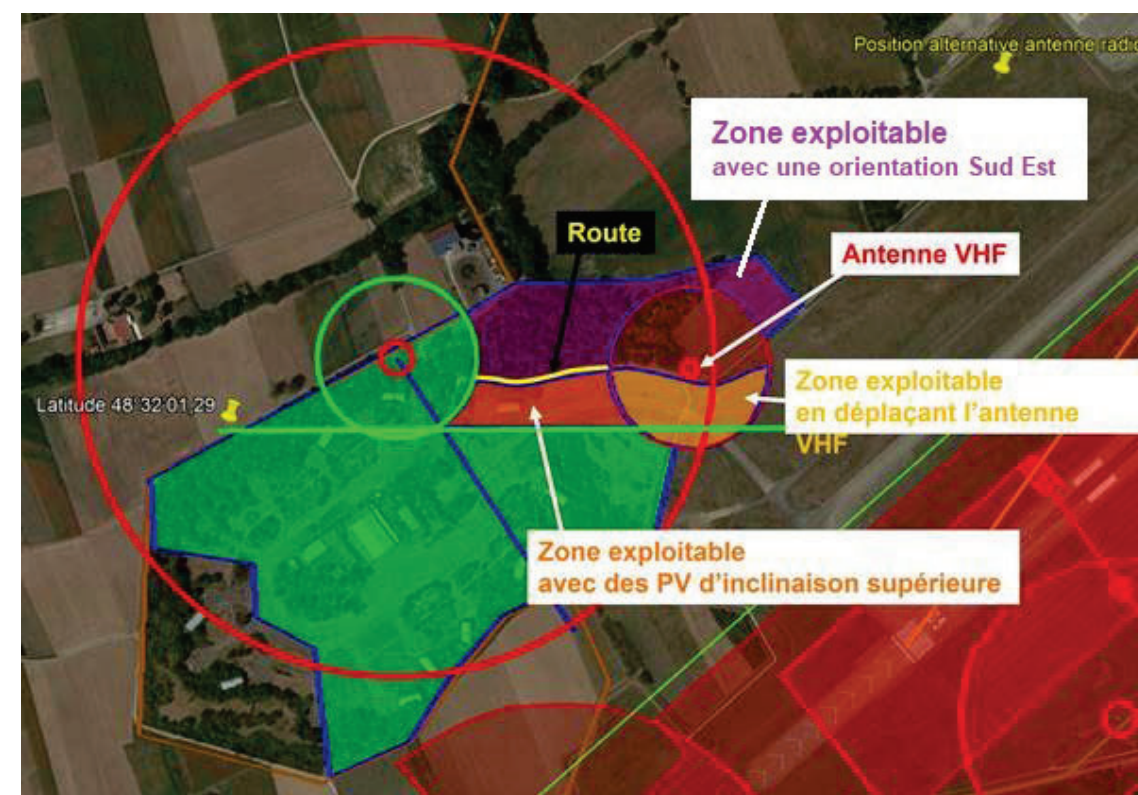 Position alternative antenne radio
Zone exploitable
avec une orientation Sud Est
Route
Antenne VHF
Zone exploitable
en déplaçant l'antenne
VHF
Latitude 48°32'01,29
Zone exploitable
avec des PV d'inclinaison supérieure